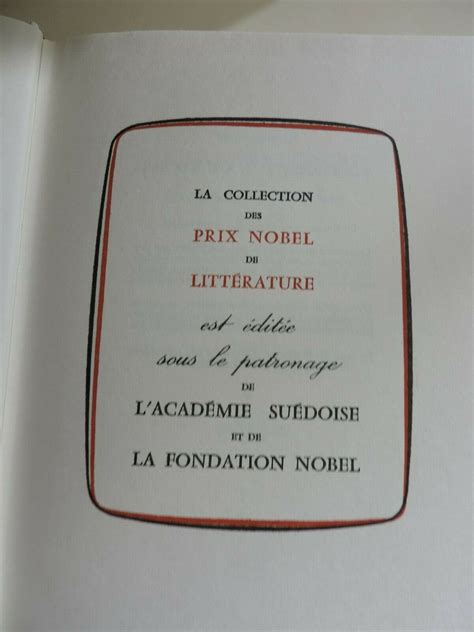 LA COLLECTION
DES
PRIX NOBEL
DE
LITTÉRATURE
est éditée
sous le patronage
DE
L'ACADÉMIE SUÉDOISE
ET DE
LA FONDATION NOBEL